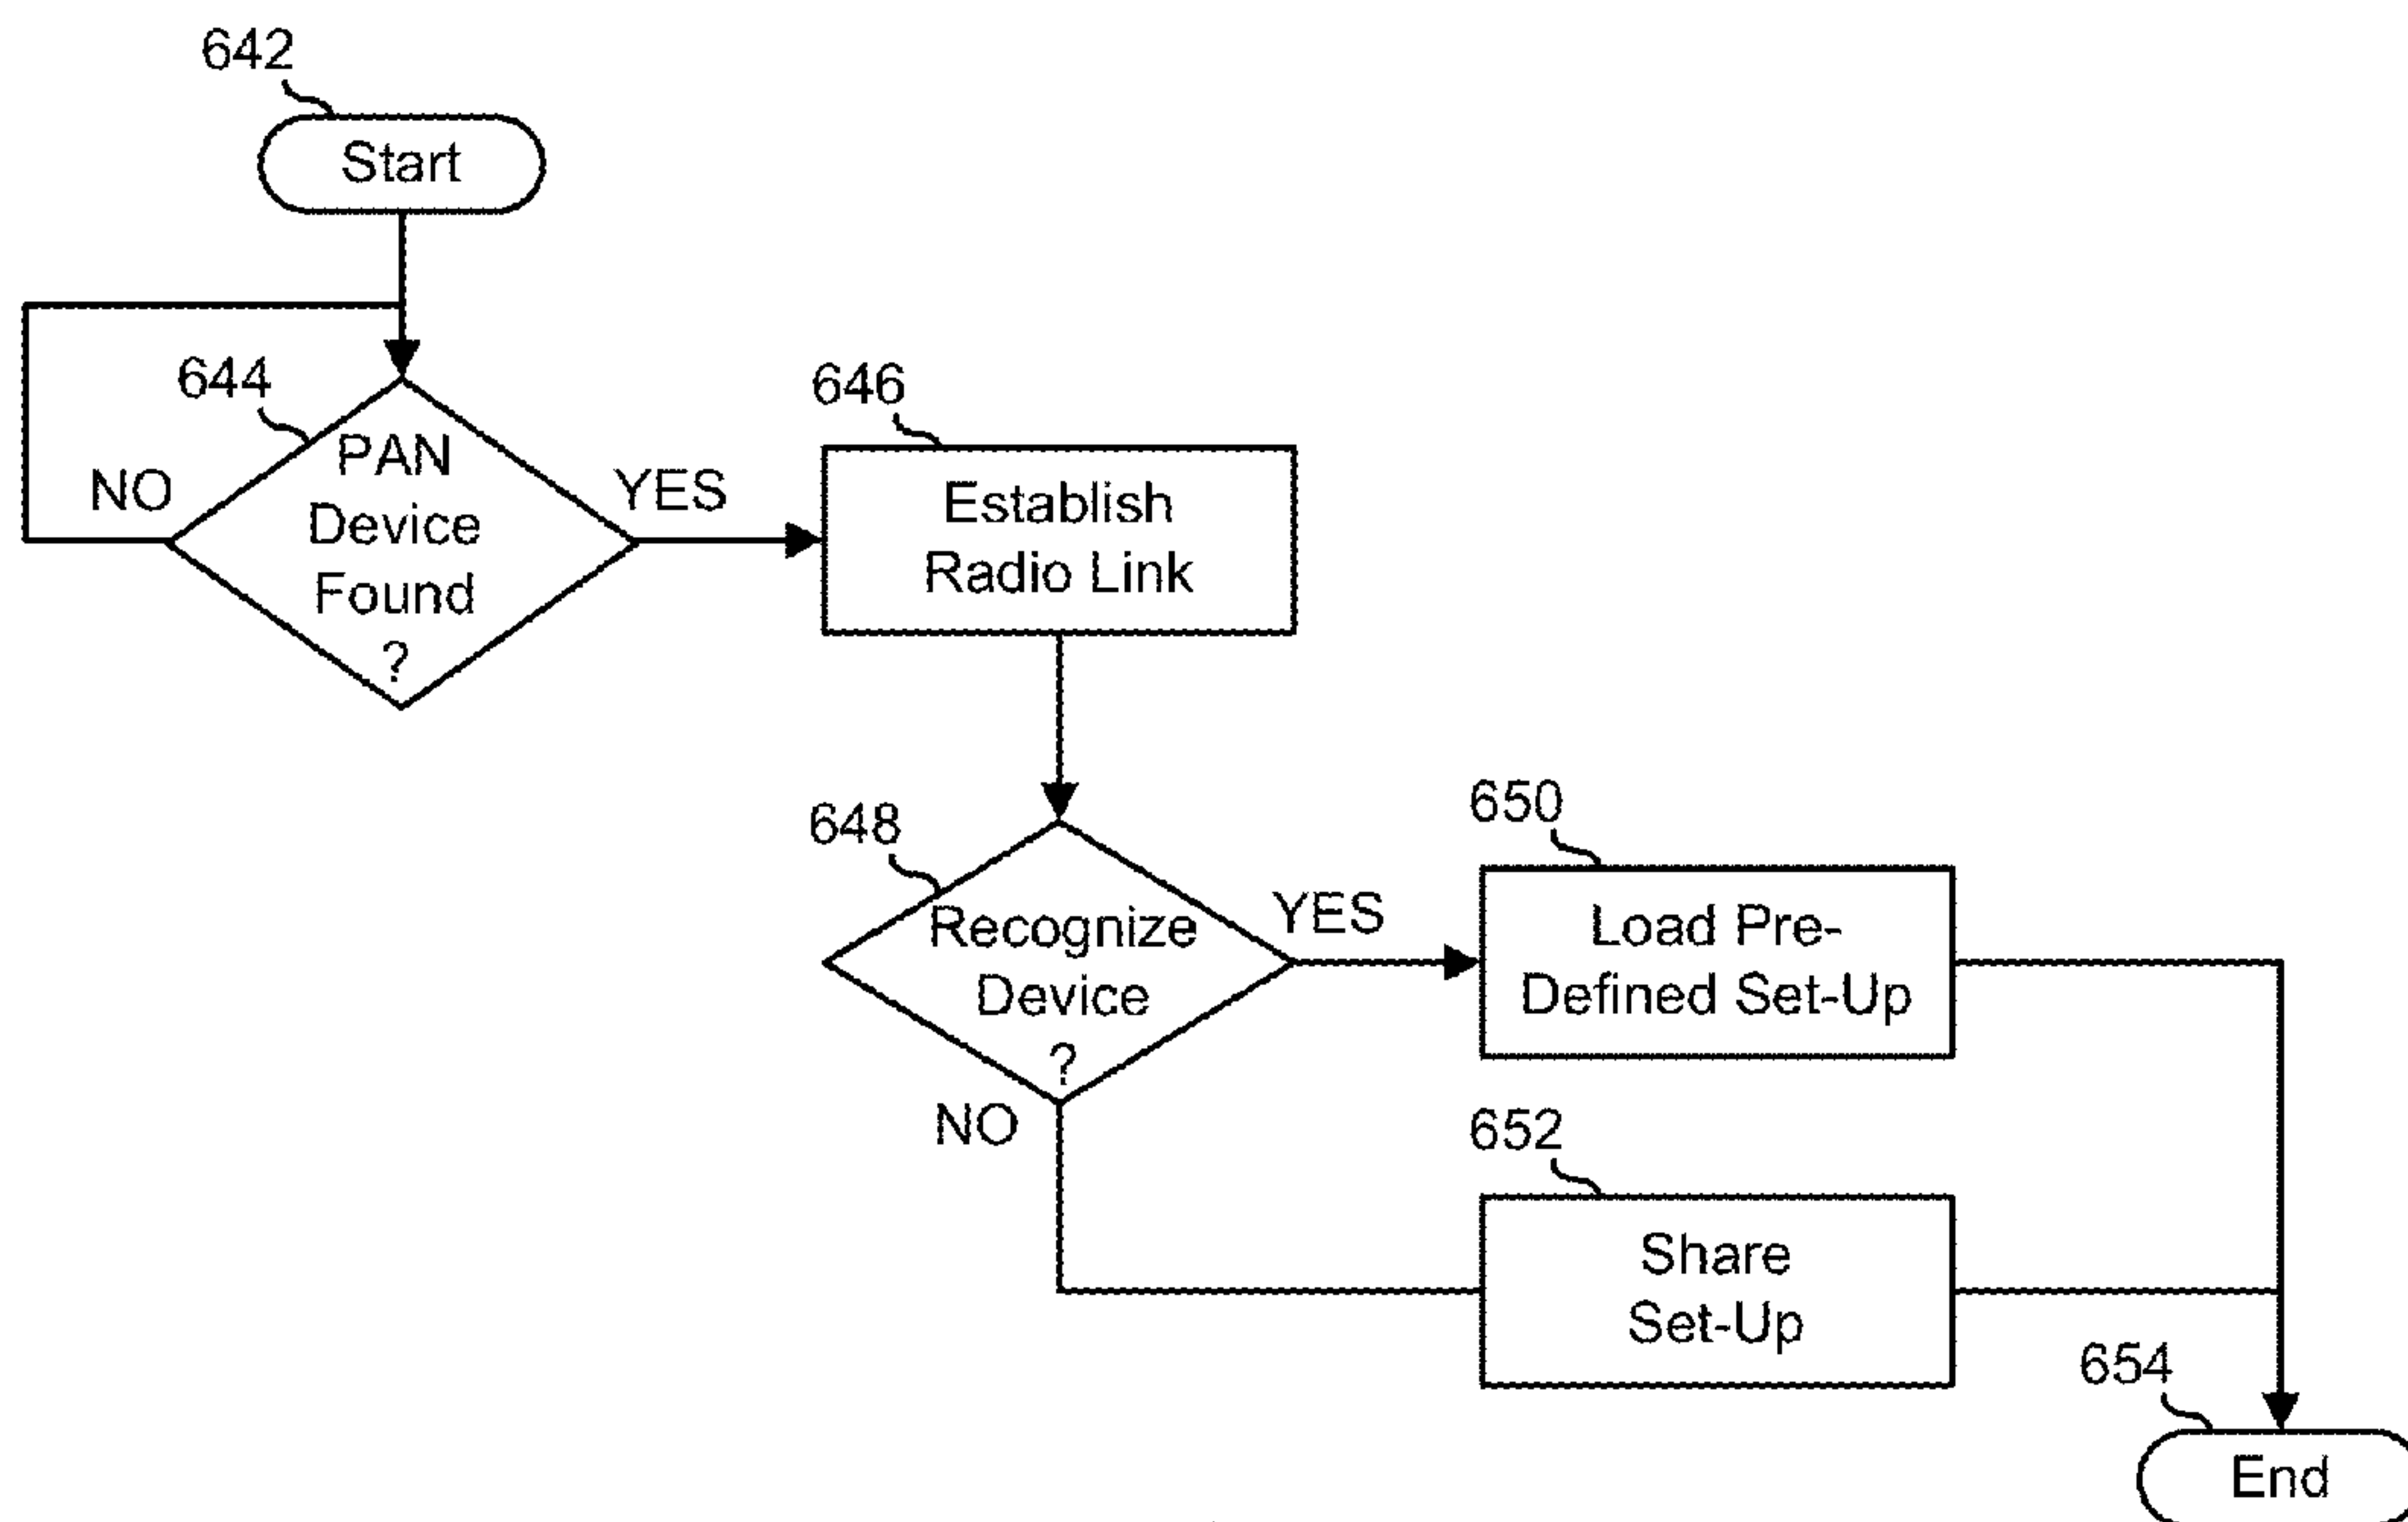 642
Start
644
PAN
Device
Found
?
NO
YES
646
Establish
Radio Link
648
Recognize
Device
?
YES
NO
650
Load Pre-
Defined Set-Up
652
Share
Set-Up
654
End